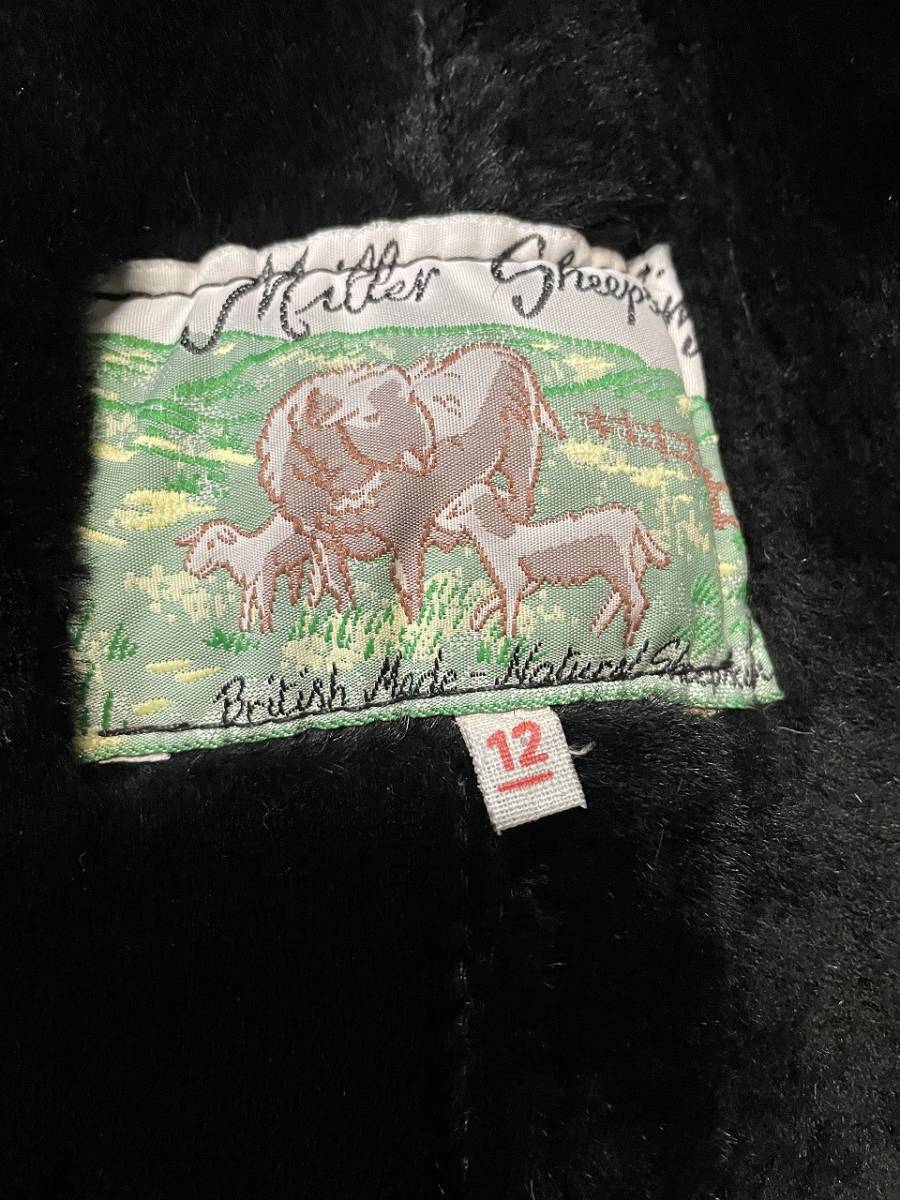 Miller Sheepskins
British Made - Natural Sheepskin
12